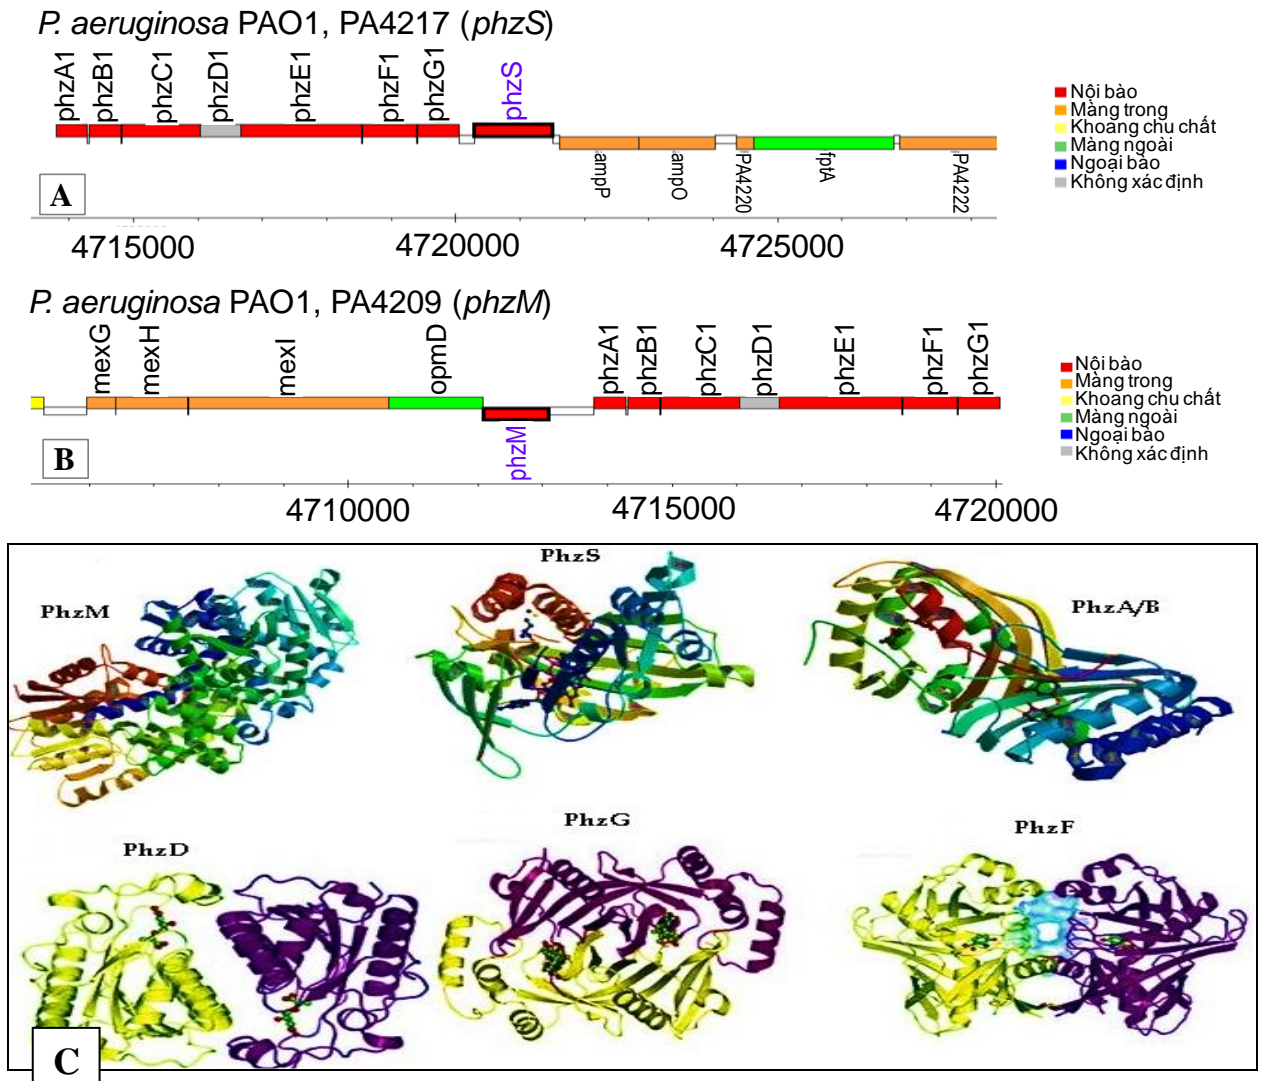 P. aeruginosa PAO1, PA4217 (phzS)
phzA1
phzB1
phzC1
phzD1
phzE1
phzF1
phzG1
phzS
ampP
ampO
PA4220
fptA
PA4222
Nội bào
Màng trong
Khoang chu chất
Màng ngoài
Ngoại bào
Không xác định
A
4715000 4720000 4725000
P. aeruginosa PAO1, PA4209 (phzM)
mexG
mexH
mexI
opmD
phzM
phzA1
phzB1
phzC1
phzD1
phzE1
phzF1
phzG1
Nội bào
Màng trong
Khoang chu chất
Màng ngoài
Ngoại bào
Không xác định
B
4710000 4715000 4720000
PhzM
PhzS
PhzA/B
PhzD
PhzG
PhzF
C